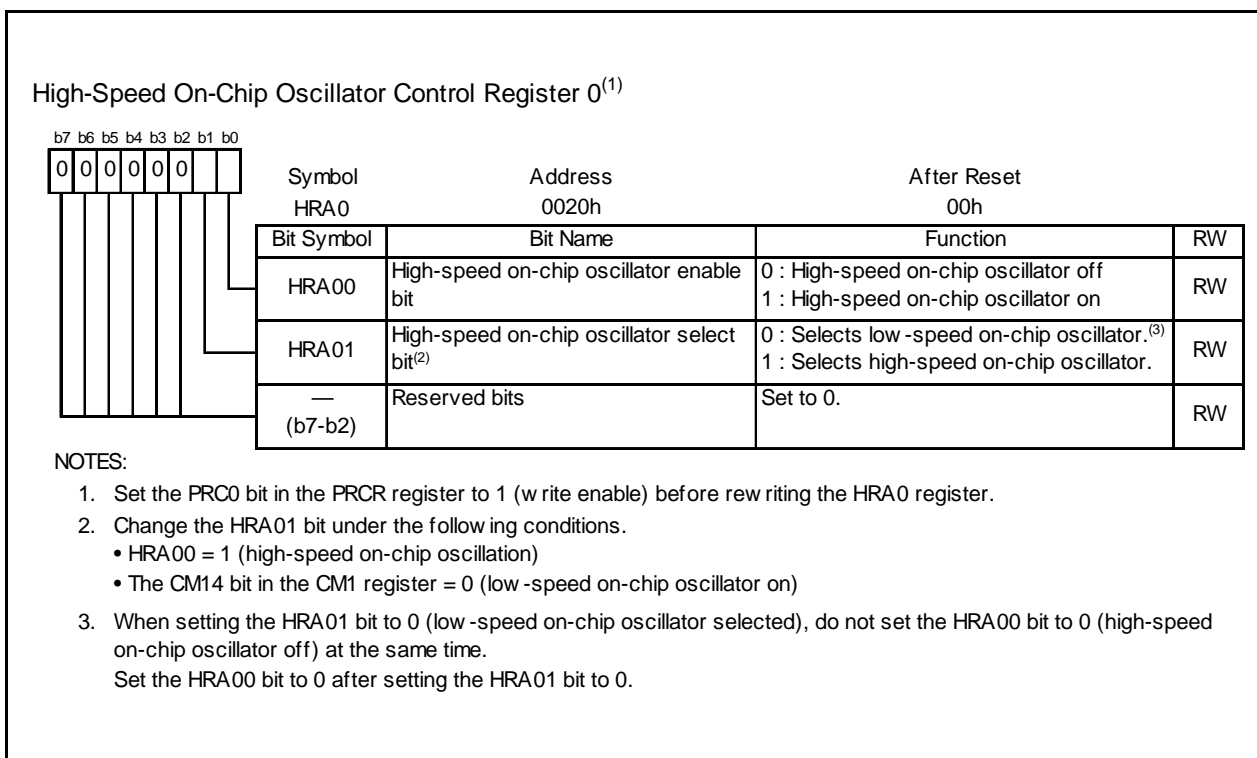 High-Speed On-Chip Oscillator Control Register 0(1)
b7 b6 b5 b4 b3 b2 b1 b0
0 0 0 0 0 0
Symbol Address After Reset
HRA0 0020h 00h
Bit Symbol Bit Name Function RW
HRA00 High-speed on-chip oscillator enable bit 0 : High-speed on-chip oscillator off RW
1 : High-speed on-chip oscillator on
HRA01 High-speed on-chip oscillator select bit(2) 0 : Selects low-speed on-chip oscillator.(3) RW
1 : Selects high-speed on-chip oscillator.
— (b7-b2) Reserved bits Set to 0. RW
NOTES:
1. Set the PRC0 bit in the PRCR register to 1 (write enable) before rewriting the HRA0 register.
2. Change the HRA01 bit under the following conditions.
• HRA00 = 1 (high-speed on-chip oscillation)
• The CM14 bit in the CM1 register = 0 (low-speed on-chip oscillator on)
3. When setting the HRA01 bit to 0 (low-speed on-chip oscillator selected), do not set the HRA00 bit to 0 (high-speed
on-chip oscillator off) at the same time.
Set the HRA00 bit to 0 after setting the HRA01 bit to 0.